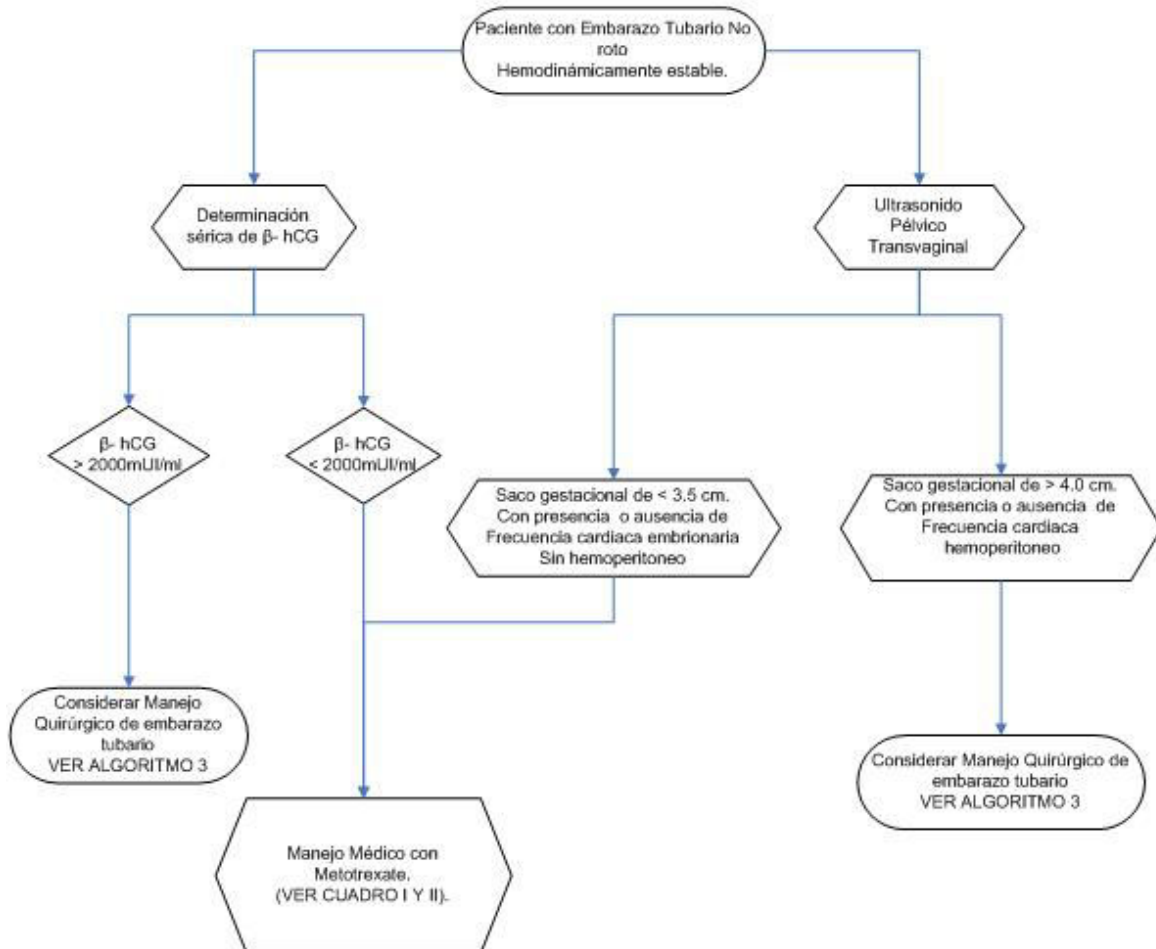 Paciente con Embarazo Tubario No
roto
Hemodinámicamente estable.
Determinación
sérica de β- hCG
Ultrasonido
Pélvico
Transvaginal
β- hCG
> 2000mUI/ml
β- hCG
< 2000mUI/ml
Saco gestacional de < 3.5 cm.
Con presencia o ausencia de
Frecuencia cardiaca embrionaria
Sin hemoperitoneo
Saco gestacional de > 4.0 cm.
Con presencia o ausencia de
Frecuencia cardiaca
hemoperitoneo
Considerar Manejo
Quirúrgico de embarazo
tubario
VER ALGORITMO 3
Considerar Manejo Quirúrgico de
embarazo tubario
VER ALGORITMO 3
Manejo Médico con
Metotrexate.
(VER CUADRO I Y II).